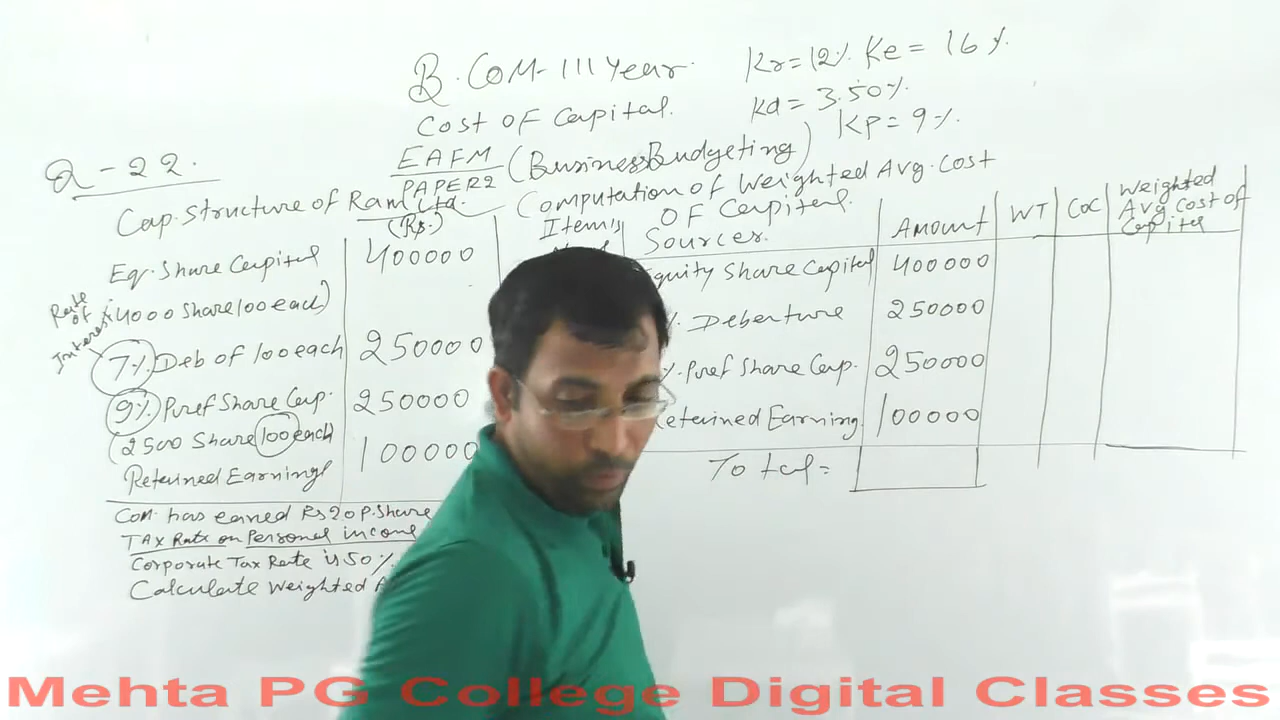 B.COM-III Year
Cost of Capital
EAFM (Business Budgeting)
PAPER 2
Kr=12% Ke=16%
Kd=3.50%
Kp=9%
Q-22.
Cap. Structure of Ram Ltd.
(Rs.)
Eq. Share Capital 400000
(4000 Share 100 each)
Rate of Interest
7% Deb of 100 each 250000
9% Pref Share Cap. 250000
(2500 Share 100 each
Retained Earnings 100000
Com. has earned Rs 20 P. Share
TAX Rate on Personal income
Corporate Tax Rate is 50%.
Calculate Weighted
Computation of Weighted Avg. Cost
OF Capital.
Item's
Sources. Amount WT COC Weighted Avg. Cost of Capital
Equity Share Capital 400000
%. Debenture 250000
%. Pref Share Cap. 250000
Retained Earning 100000
Total =
Mehta PG College Digital Classes